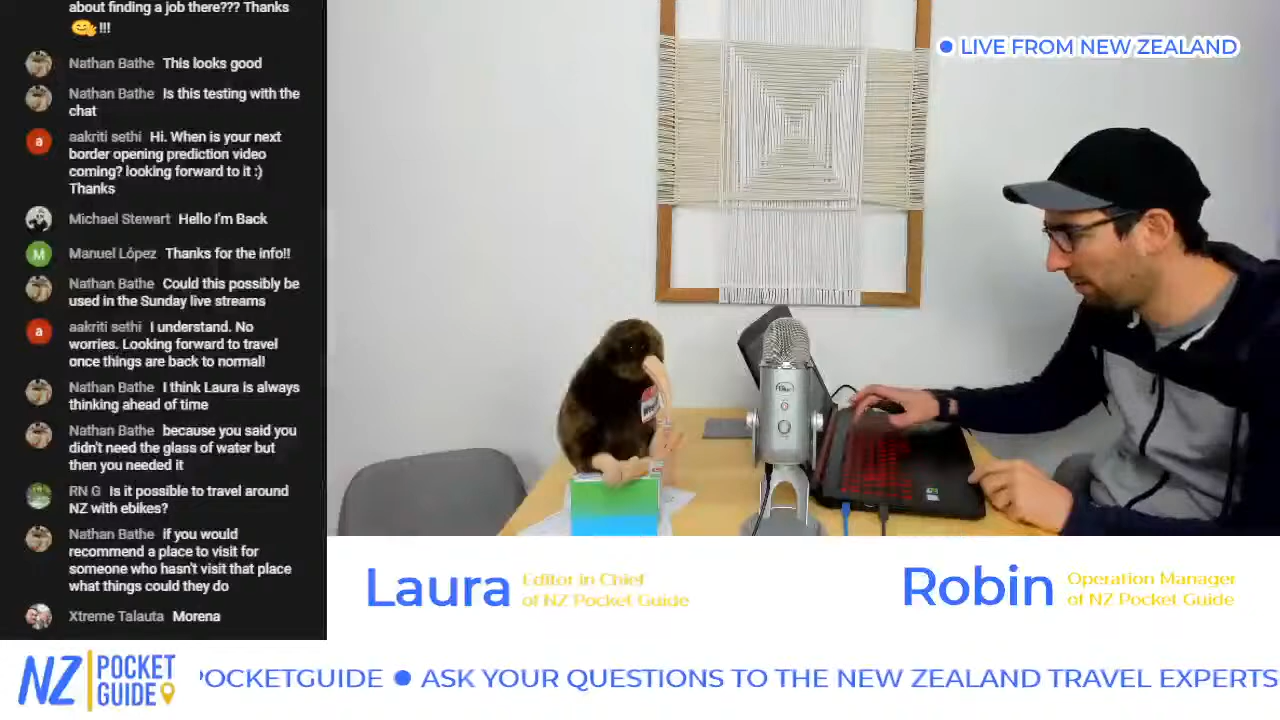 about finding a job there??? Thanks
🤗 !!!
Nathan Bathe This looks good
Nathan Bathe Is this testing with the
chat
aakriti sethi Hi. When is your next
border opening prediction video
coming? looking forward to it :)
Thanks
Michael Stewart Hello I'm Back
Manuel López Thanks for the info!!
Nathan Bathe Could this possibly be
used in the Sunday live streams
aakriti sethi I understand. No
worries. Looking forward to travel
once things are back to normal!
Nathan Bathe I think Laura is always
thinking ahead of time
Nathan Bathe because you said you
didn't need the glass of water but
then you needed it
RN G Is it possible to travel around
NZ with ebikes?
Nathan Bathe if you would
recommend a place to visit for
someone who hasn't visit that place
what things could they do
Xtreme Talauta Morena
LIVE FROM NEW ZEALAND
Laura Editor in Chief
of NZ Pocket Guide
Robin Operation Manager
of NZ Pocket Guide
NZ POCKET
GUIDE
POCKETGUIDE ● ASK YOUR QUESTIONS TO THE NEW ZEALAND TRAVEL EXPERTS